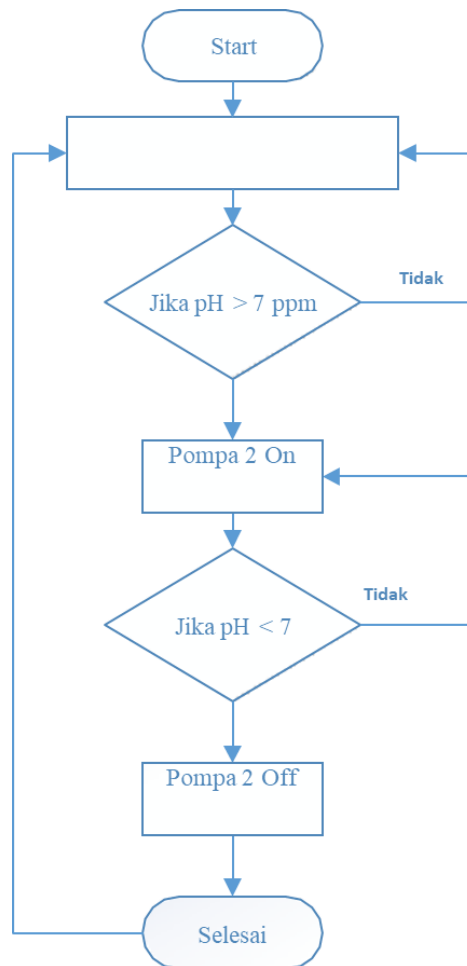 Start
Jika pH > 7 ppm
Tidak
Pompa 2 On
Jika pH < 7
Tidak
Pompa 2 Off
Selesai